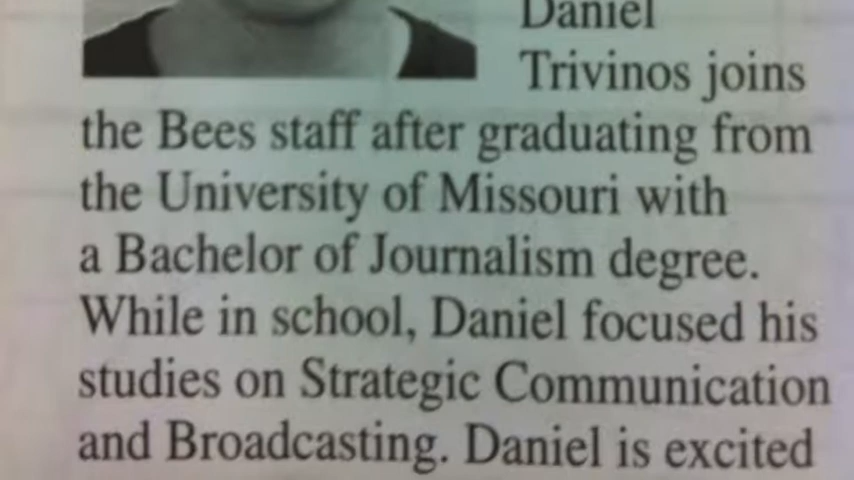 Daniel
Trivinos joins
the Bees staff after graduating from
the University of Missouri with
a Bachelor of Journalism degree.
While in school, Daniel focused his
studies on Strategic Communication
and Broadcasting. Daniel is excited